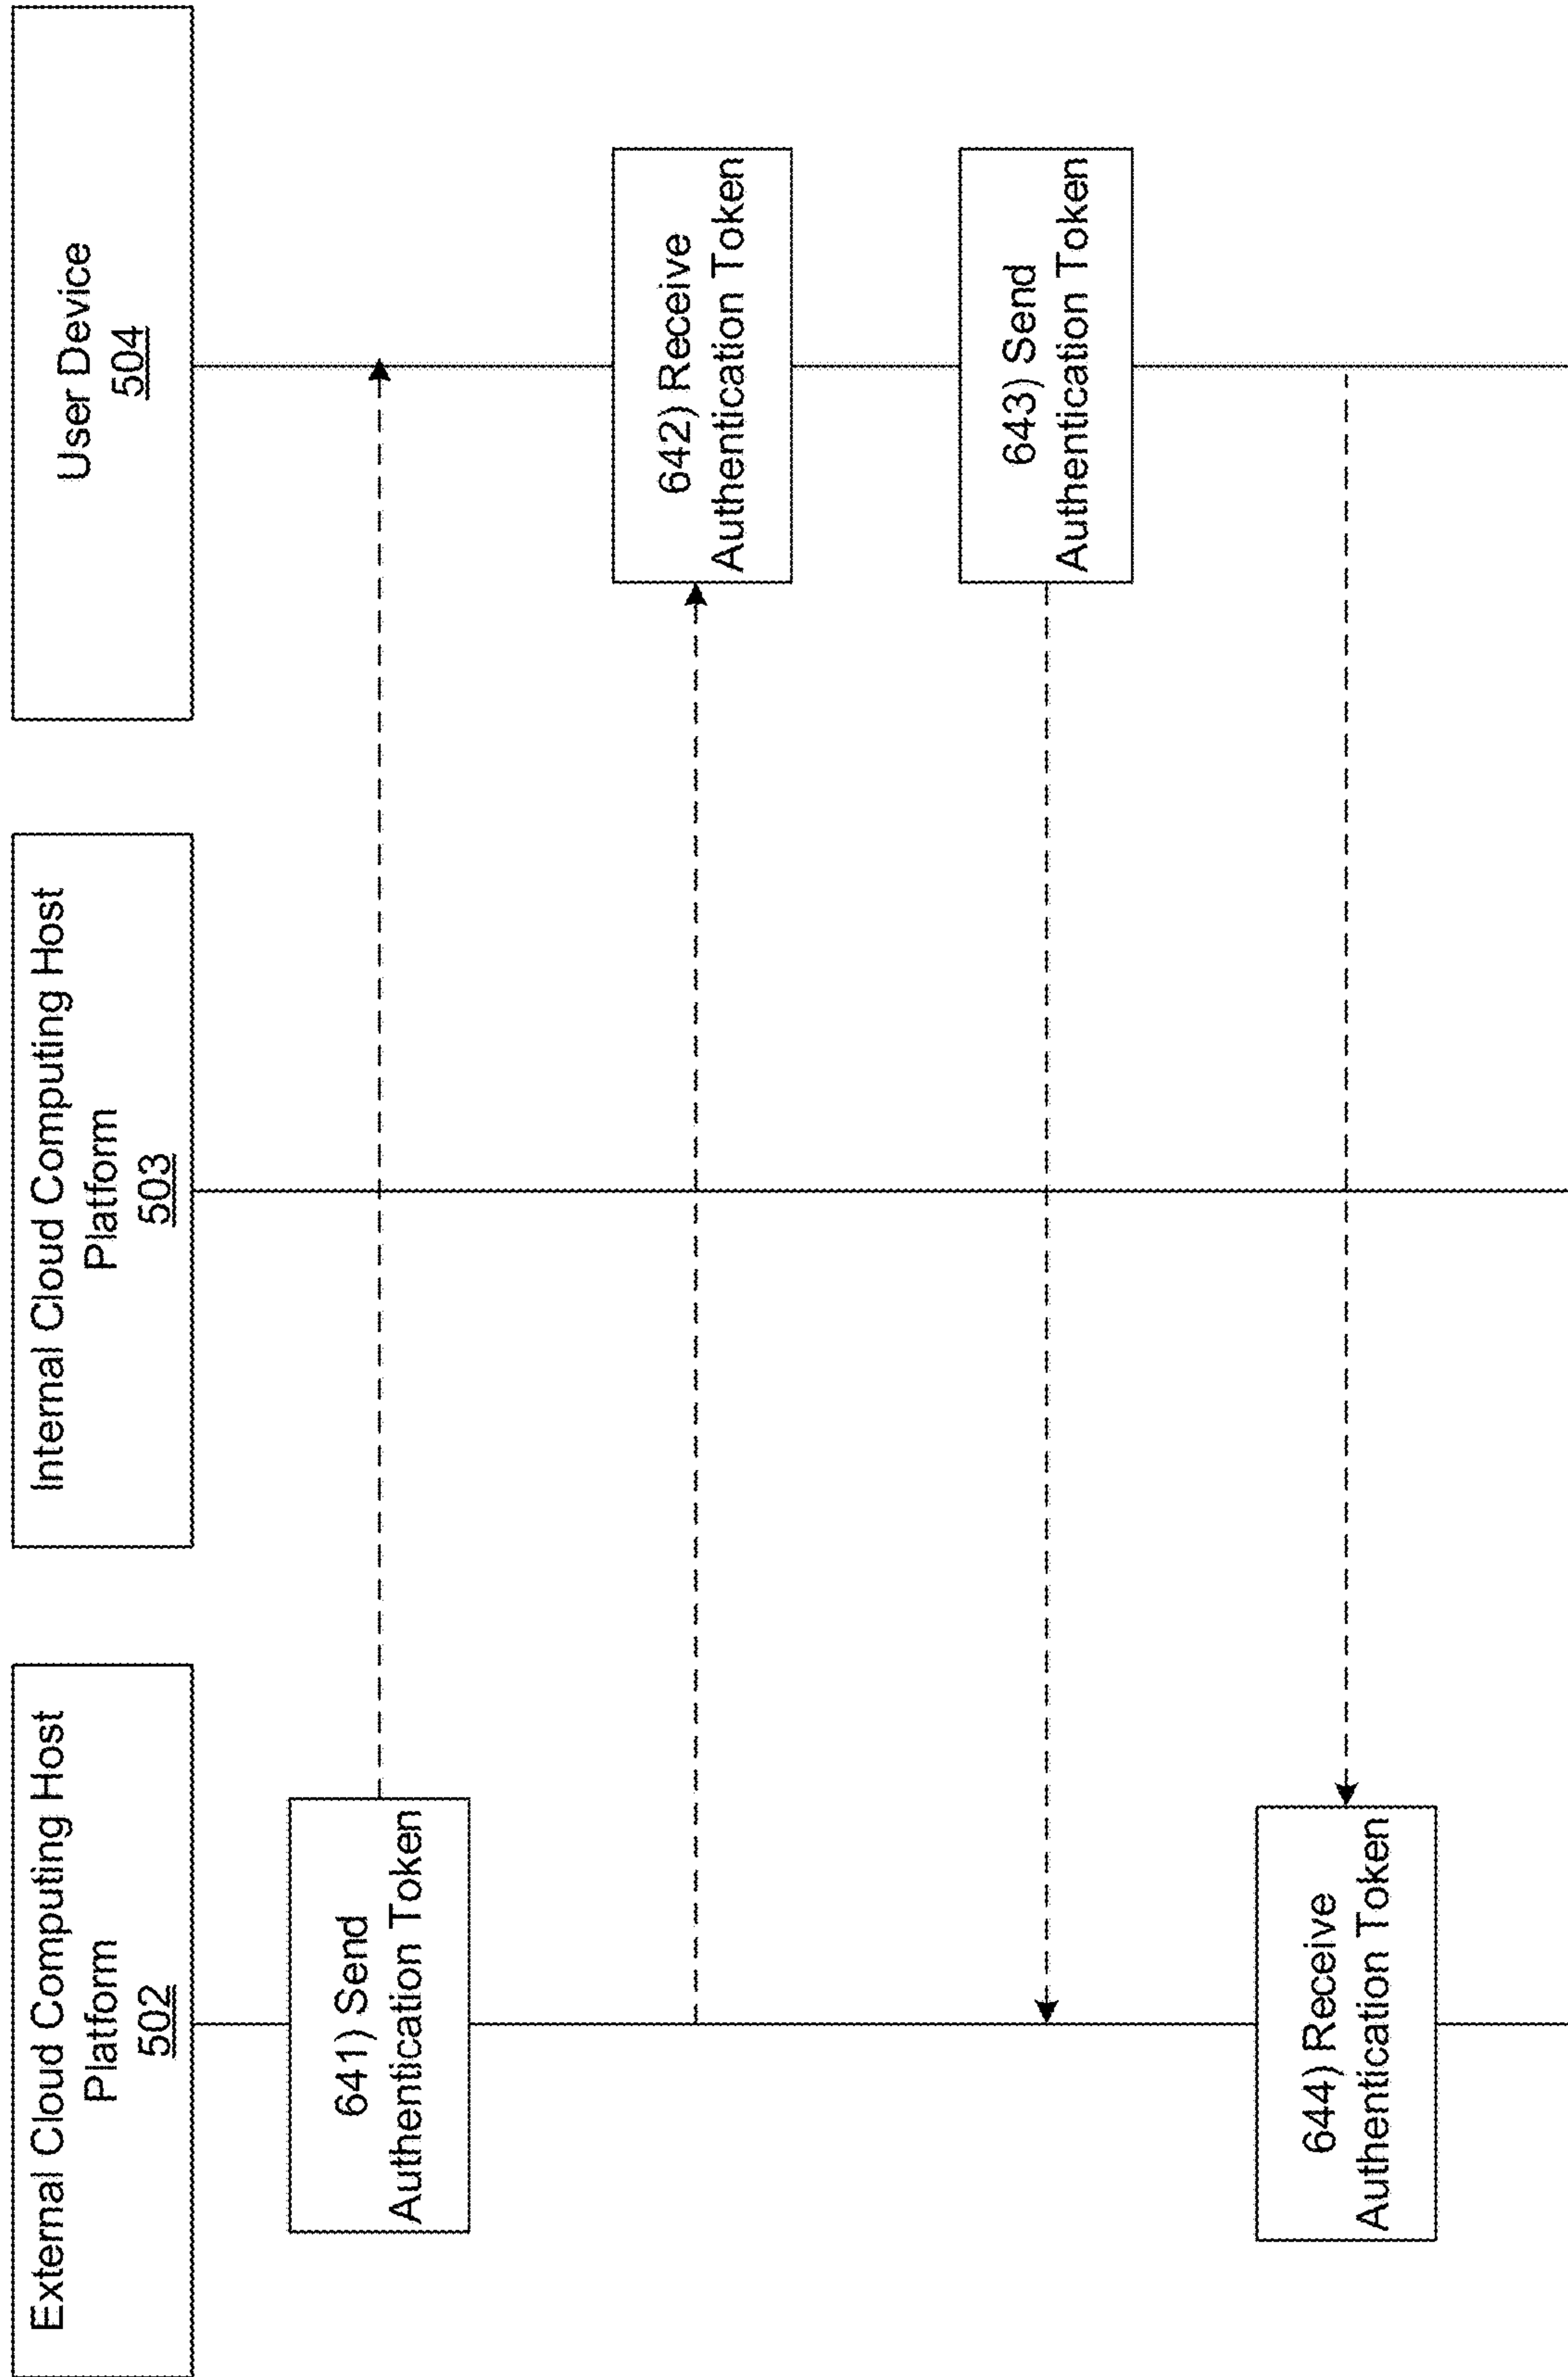 External Cloud Computing Host
Platform
502
Internal Cloud Computing Host
Platform
503
User Device
504
641) Send
Authentication Token
642) Receive
Authentication Token
643) Send
Authentication Token
644) Receive
Authentication Token